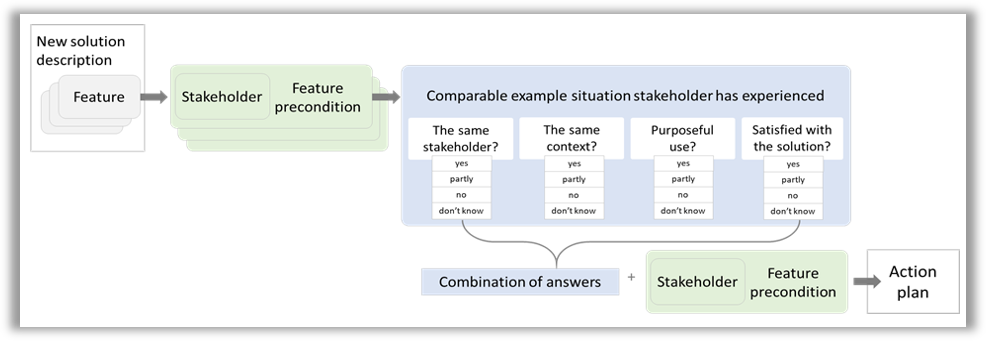 New solution
description
Feature
Stakeholder
Feature
precondition
Comparable example situation stakeholder has experienced
The same
stakeholder?
yes
partly
no
don't know
The same
context?
yes
partly
no
don't know
Purposeful
use?
yes
partly
no
don't know
Satisfied with
the solution?
yes
partly
no
don't know
Combination of answers
+
Stakeholder
Feature
precondition
Action
plan